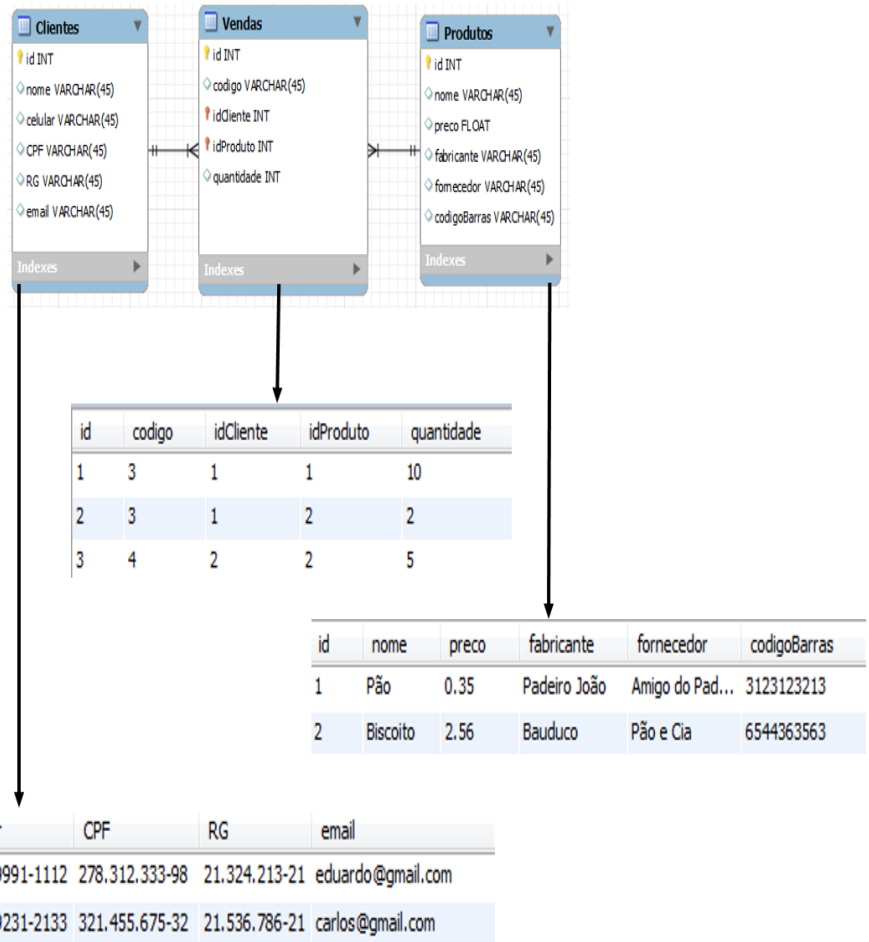 Clientes
id INT
nome VARCHAR(45)
celular VARCHAR(45)
CPF VARCHAR(45)
RG VARCHAR(45)
email VARCHAR(45)
Indexes
Vendas
id INT
codigo VARCHAR(45)
idCliente INT
idProduto INT
quantidade INT
Indexes
Produtos
id INT
nome VARCHAR(45)
preco FLOAT
fabricante VARCHAR(45)
fornecedor VARCHAR(45)
codigoBarras VARCHAR(45)
Indexes
id codigo idCliente idProduto quantidade
1 3 1 1 10
2 3 1 2 2
3 4 2 2 5
id nome preco fabricante fornecedor codigoBarras
1 Pão 0.35 Padeiro João Amigo do Pad... 3123123213
2 Biscoito 2.56 Bauduco Pão e Cia 6544363563
CPF RG email
991-1112 278.312.333-98 21.324.213-21 eduardo@gmail.com
231-2133 321.455.675-32 21.536.786-21 carlos@gmail.com